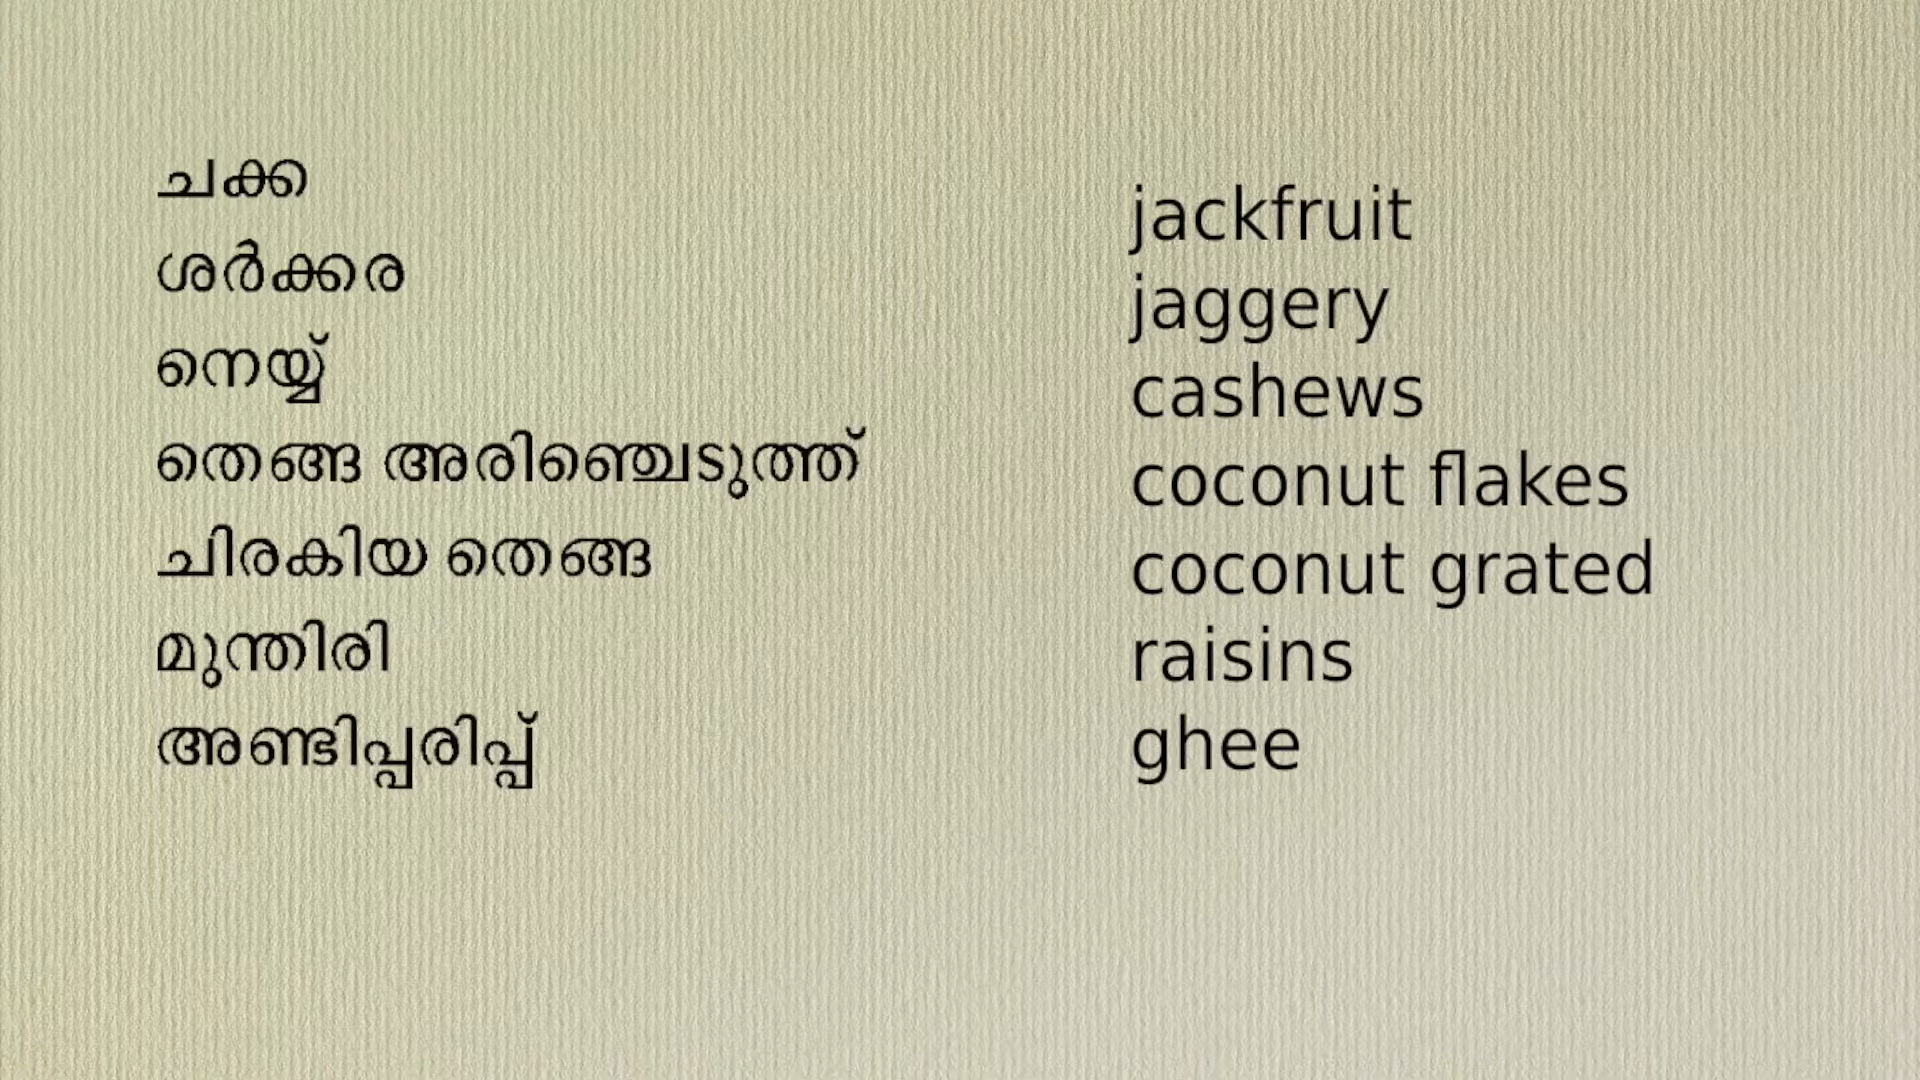 ചക്ക
ശർക്കര
നെയ്യ്
തെങ്ങ അരിഞ്ചെടുത്ത്
ചിരകിയ തെങ്ങ
മുന്തിരി
അണ്ടിപ്പരിപ്പ്
jackfruit
jaggery
cashews
coconut flakes
coconut grated
raisins
ghee